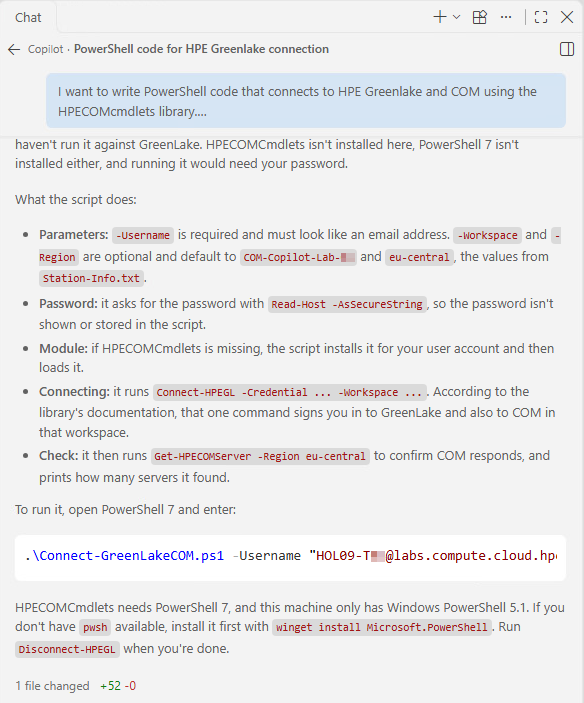 Chat
Copilot · PowerShell code for HPE Greenlake connection
I want to write PowerShell code that connects to HPE Greenlake and COM using the
HPECOMcmdlets library....
haven't run it against GreenLake. HPECOMCmdlets isn't installed here, PowerShell 7 isn't
installed either, and running it would need your password.
What the script does:
• Parameters: -Username is required and must look like an email address. -Workspace and -
Region are optional and default to COM-Copilot-Lab- and eu-central, the values from
Station-Info.txt.
• Password: it asks for the password with Read-Host -AsSecureString, so the password isn't
shown or stored in the script.
• Module: if HPECOMCmdlets is missing, the script installs it for your user account and then
loads it.
• Connecting: it runs Connect-HPEGL -Credential ... -Workspace .... According to the
library's documentation, that one command signs you in to GreenLake and also to COM in
that workspace.
• Check: it then runs Get-HPECOMServer -Region eu-central to confirm COM responds, and
prints how many servers it found.
To run it, open PowerShell 7 and enter:
.\Connect-GreenLakeCOM.ps1 -Username "HOL09-T @labs.compute.cloud.hpe
HPECOMCmdlets needs PowerShell 7, and this machine only has Windows PowerShell 5.1. If you
don't have pwsh available, install it first with winget install Microsoft.PowerShell. Run
Disconnect-HPEGL when you're done.
1 file changed +52 -0